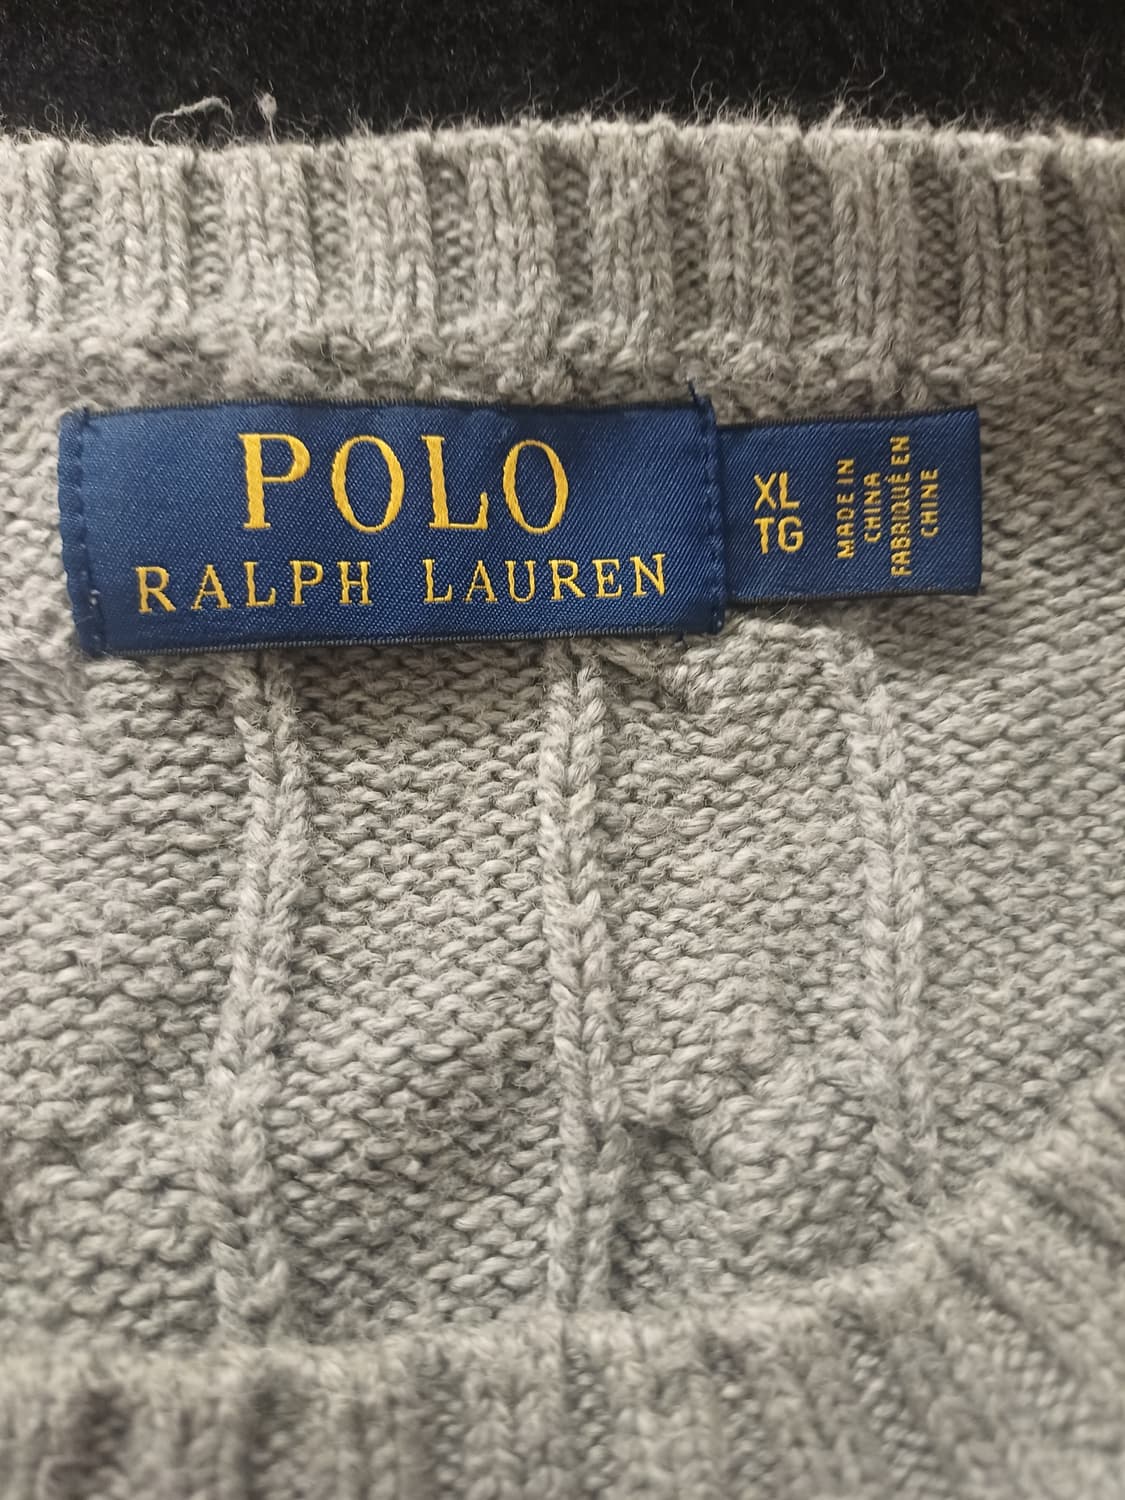 POLO
RALPH LAUREN
XL
TG
MADE IN
CHINA
FABRIQUÉ EN
CHINE